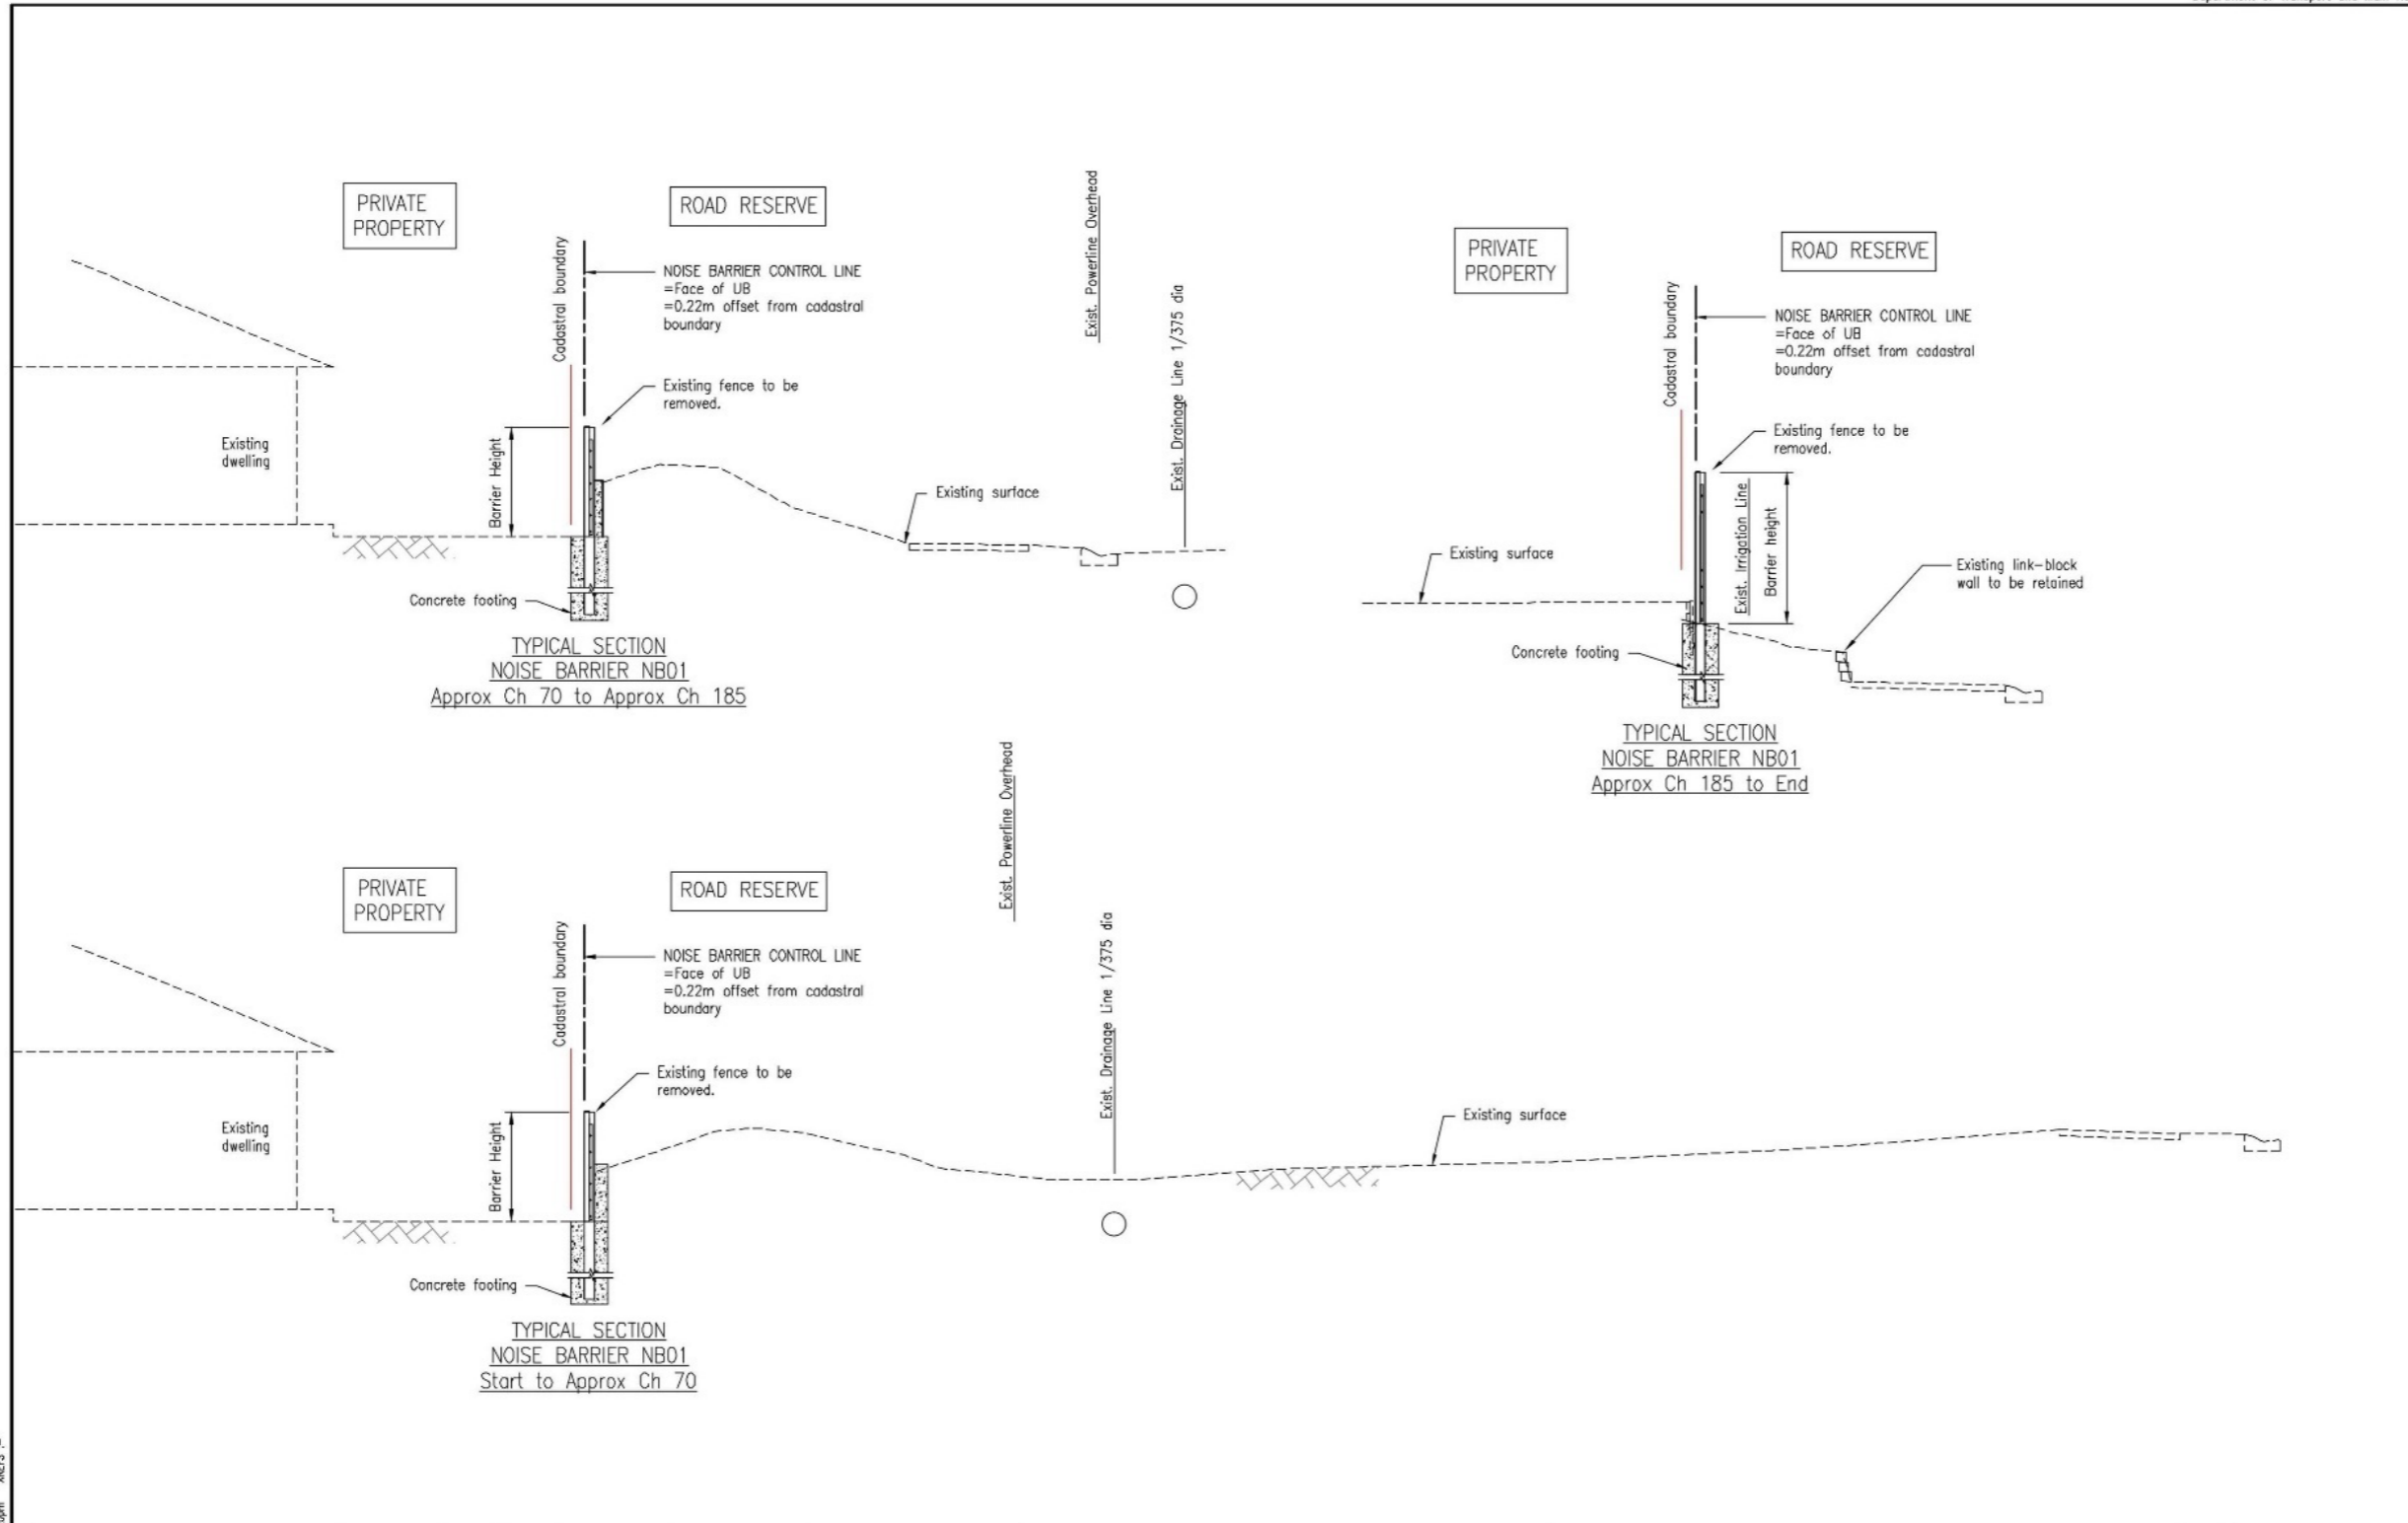 PRIVATE
PROPERTY
ROAD RESERVE
Cadastral boundary
NOISE BARRIER CONTROL LINE
=Face of UB
=0.22m offset from cadastral
boundary
Existing fence to be
removed.
Exist. Powerline Overhead
Exist. Drainage Line 1/375 dia
Existing
dwelling
Barrier Height
Existing surface
Concrete footing
TYPICAL SECTION
NOISE BARRIER NB01
Approx Ch 70 to Approx Ch 185
PRIVATE
PROPERTY
ROAD RESERVE
Cadastral boundary
NOISE BARRIER CONTROL LINE
=Face of UB
=0.22m offset from cadastral
boundary
Existing fence to be
removed.
Exist. Irrigation Line
Barrier height
Existing surface
Existing link-block
wall to be retained
Concrete footing
TYPICAL SECTION
NOISE BARRIER NB01
Approx Ch 185 to End
PRIVATE
PROPERTY
ROAD RESERVE
Cadastral boundary
NOISE BARRIER CONTROL LINE
=Face of UB
=0.22m offset from cadastral
boundary
Existing fence to be
removed.
Exist. Powerline Overhead
Exist. Drainage Line 1/375 dia
Existing
dwelling
Barrier Height
Existing surface
Concrete footing
TYPICAL SECTION
NOISE BARRIER NB01
Start to Approx Ch 70